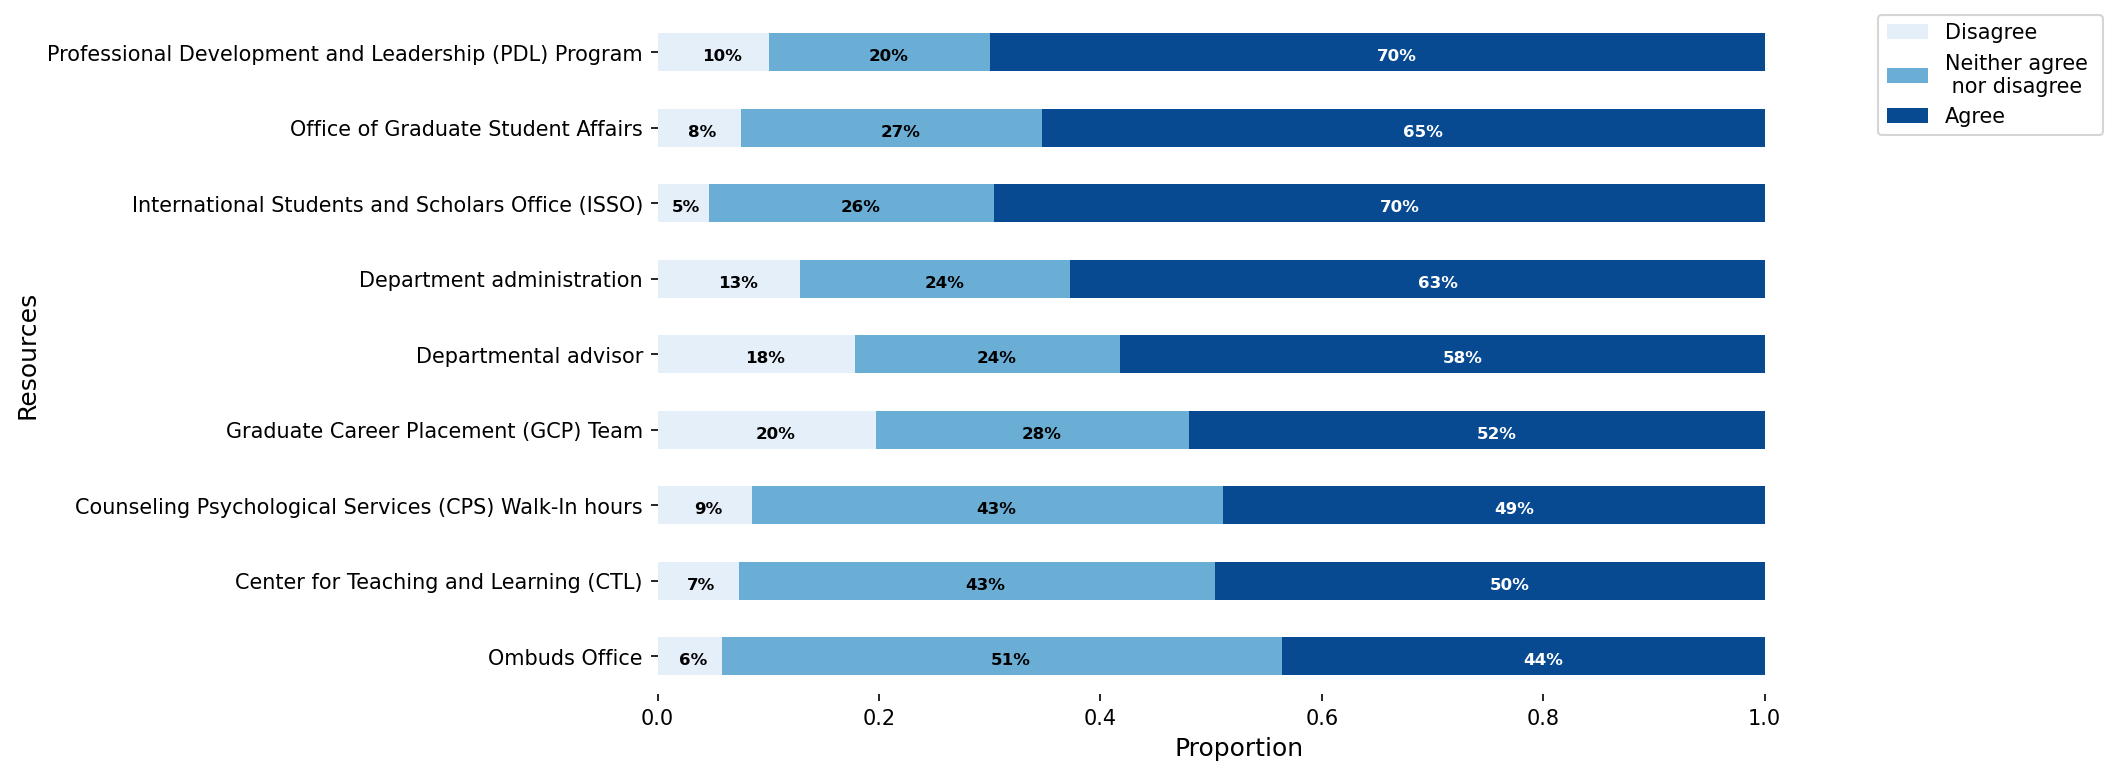 Disagree
Neither agree
nor disagree
Agree
Resources
Professional Development and Leadership (PDL) Program
10%
20%
70%
Office of Graduate Student Affairs
8%
27%
65%
International Students and Scholars Office (ISSO)
5%
26%
70%
Department administration
13%
24%
63%
Departmental advisor
18%
24%
58%
Graduate Career Placement (GCP) Team
20%
28%
52%
Counseling Psychological Services (CPS) Walk-In hours
9%
43%
49%
Center for Teaching and Learning (CTL)
7%
43%
50%
Ombuds Office
6%
51%
44%
0.0
0.2
0.4
0.6
0.8
1.0
Proportion